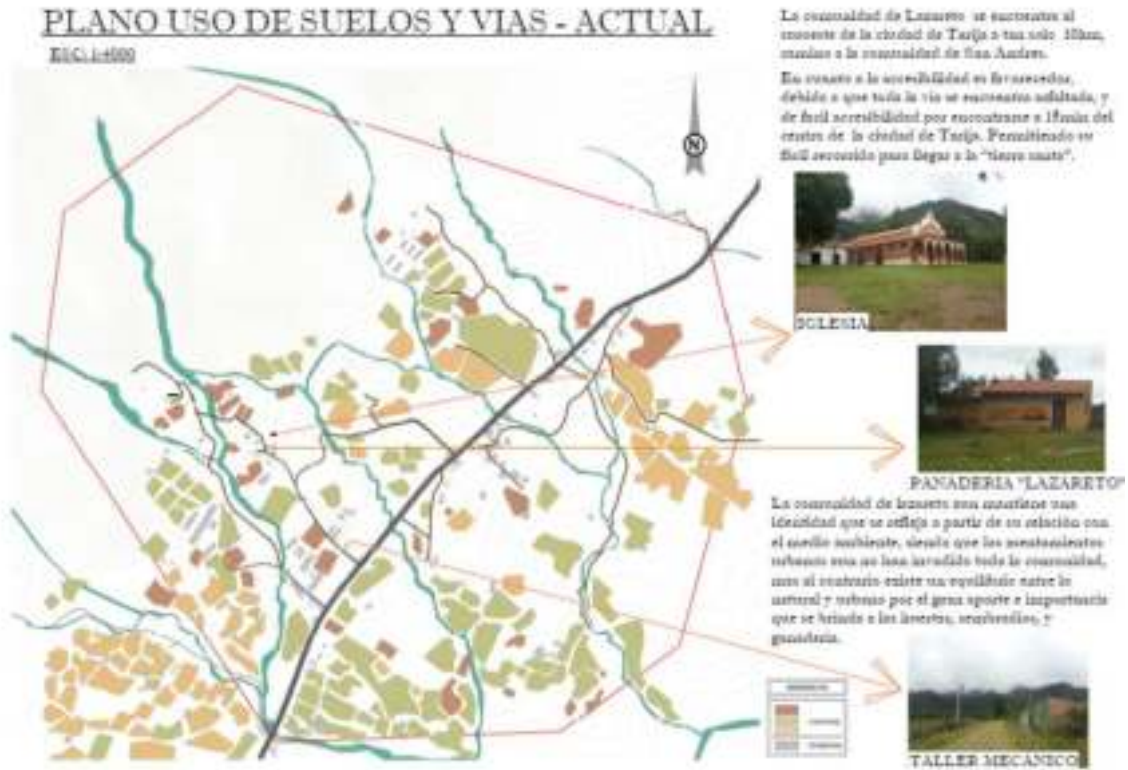 PLANO USO DE SUELOS Y VIAS - ACTUAL
ESC: 1:4000
La comunidad de Lazareto se encuentra al
de la ciudad de Tarija a tan solo 10km,
camino a la comunidad de San Andres.
En cuanto a la accesibilidad es favorecedor,
debido a que toda la via se encuentra asfaltada, y
de facil accesibilidad por encontrarse a 15min del
centro de la ciudad de Tarija. Permitiendo su
facil recorrido para llegar a la "tierra santa".
N
IGLESIA
PANADERIA "LAZARETO"
La comunidad de lazareto aun mantiene una
identidad que se refleja a partir de su relación con
el medio ambiente, siendo que los asentamientos
urbanos aun no han invadido toda la comunidad,
mas al contrario existe un equilibrio entre lo
natural y urbano por el gran aporte e importancia
que se brinda a los huertos, sembradios, y
ganaderia.
TALLER MECANICO